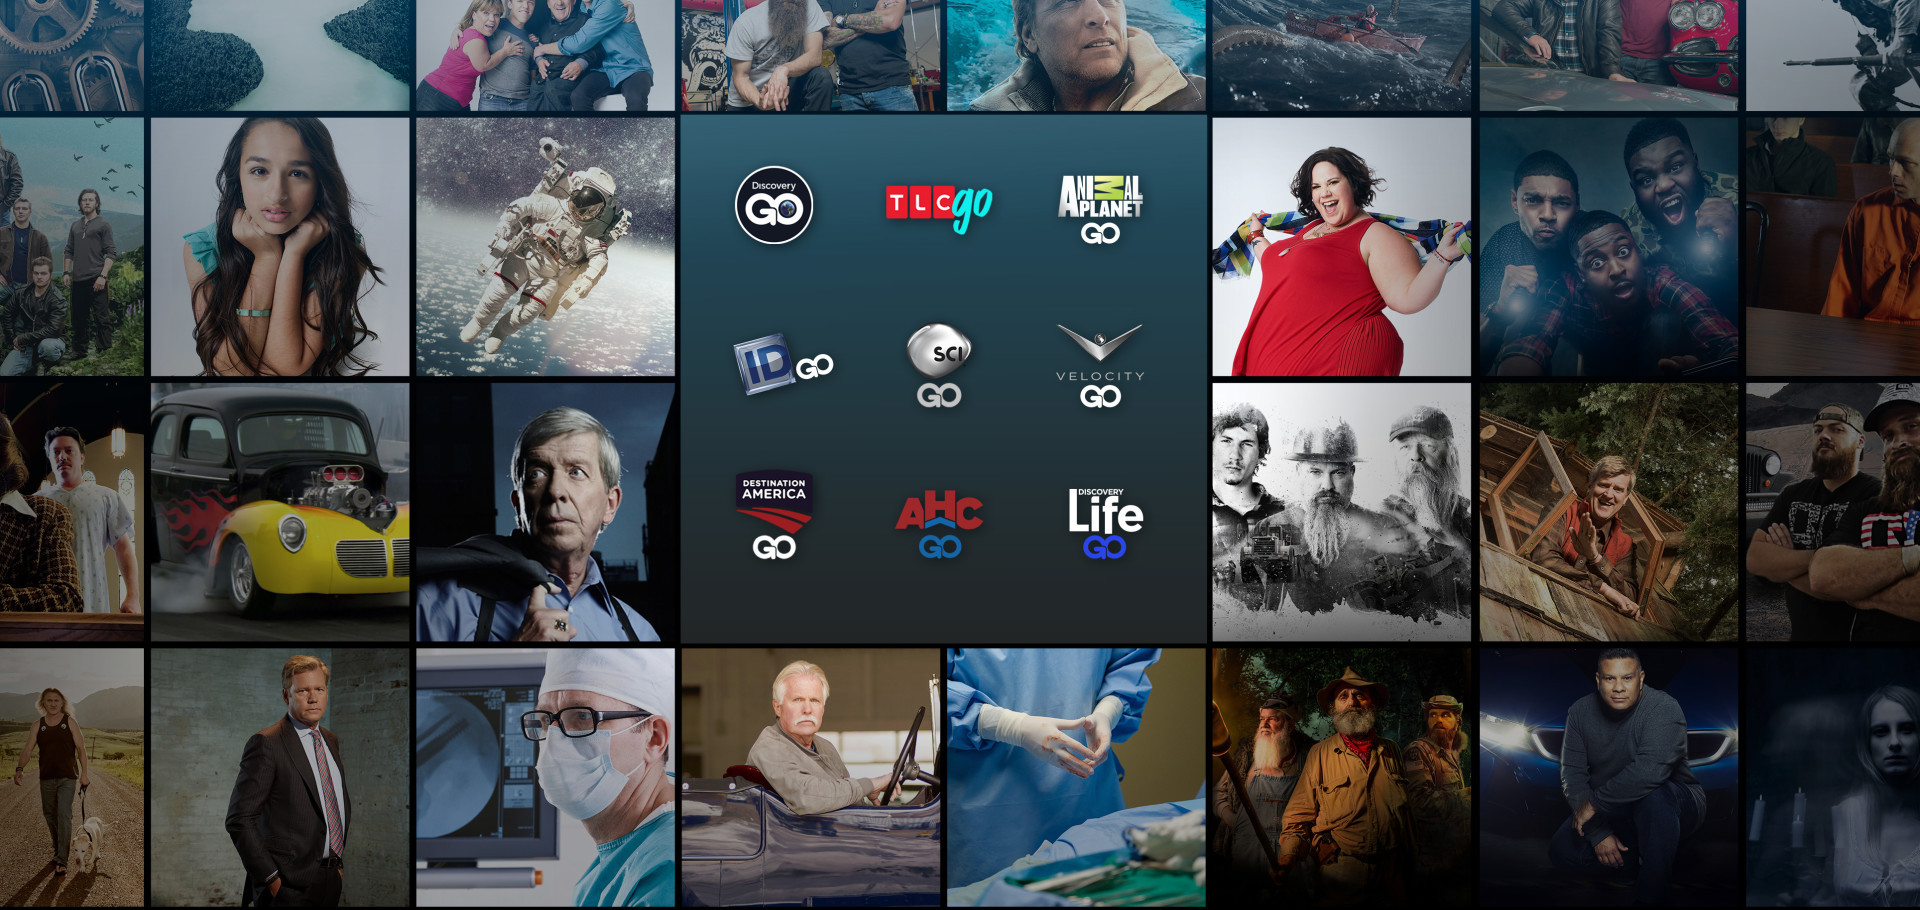 Discovery
GO
TLC go
ANIMAL
PLANET
GO
ID GO
SCI
GO
VELOCITY
GO
DESTINATION
AMERICA
GO
AHC
GO
DISCOVERY
Life
GO